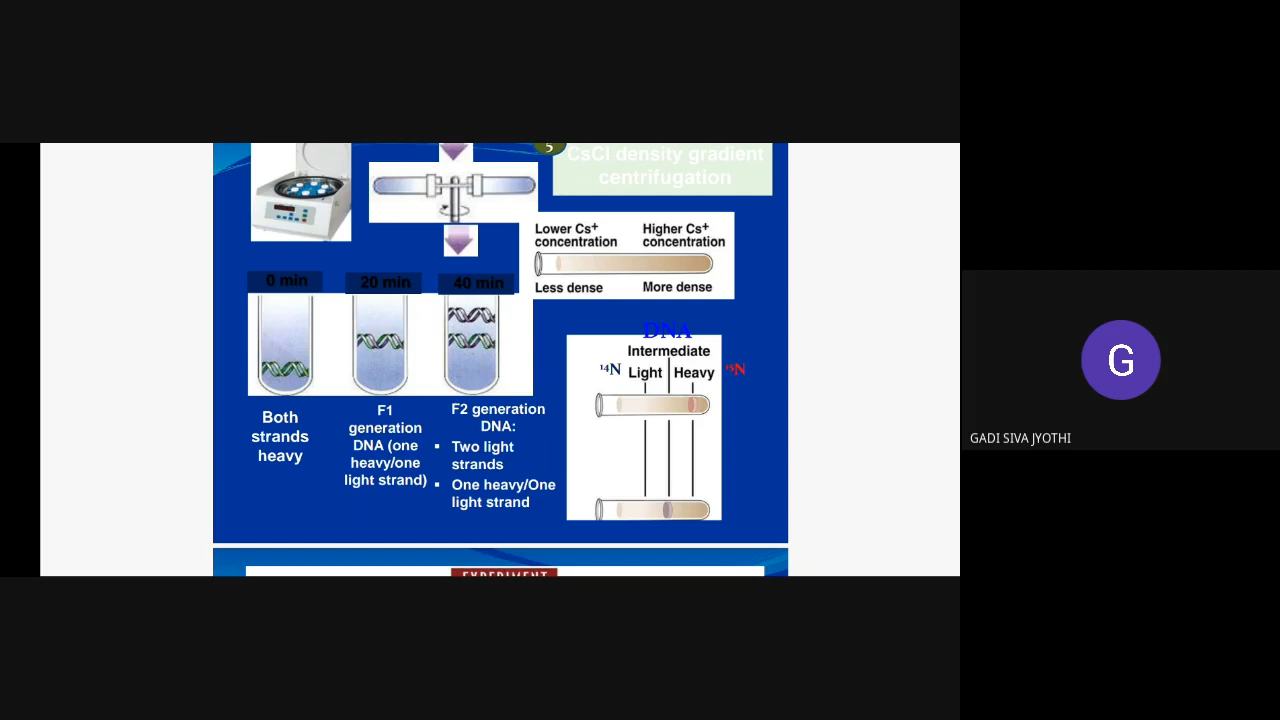 5
CsCl density gradient
centrifugation
Lower Cs+
concentration
Higher Cs+
concentration
Less dense
More dense
0 min
20 min
40 min
DNA
Intermediate
14N
Light
Heavy
15N
Both
strands
heavy
F1
generation
DNA (one
heavy/one
light strand)
F2 generation
DNA:
▪ Two light
strands
▪ One heavy/One
light strand
EXPERIMENT
G
GADI SIVA JYOTHI